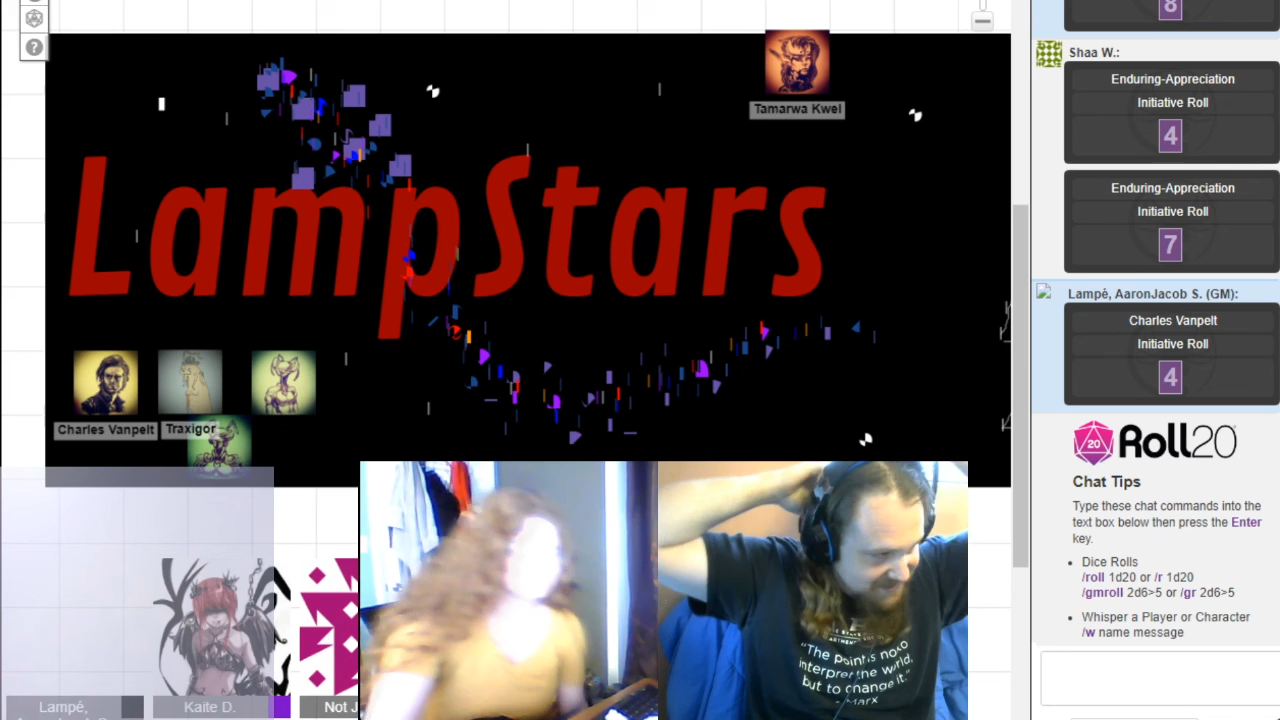 ?
LampStars
Tamarwa Kwei
Charles Vanpelt
Traxigor
8
Shaa W.:
Enduring-Appreciation
Initiative Roll
4
Enduring-Appreciation
Initiative Roll
7
Lampé, AaronJacob S. (GM):
Charles Vanpelt
Initiative Roll
4
20
Roll20
Chat Tips
Type these chat commands into the
text box below then press the Enter
key.
Dice Rolls
/roll 1d20 or /r 1d20
/gmroll 2d6>5 or /gr 2d6>5
Whisper a Player or Character
/w name message
Lampé,
Kaite D.
Not J
"The point is not to
interpret the world,
but to change it."